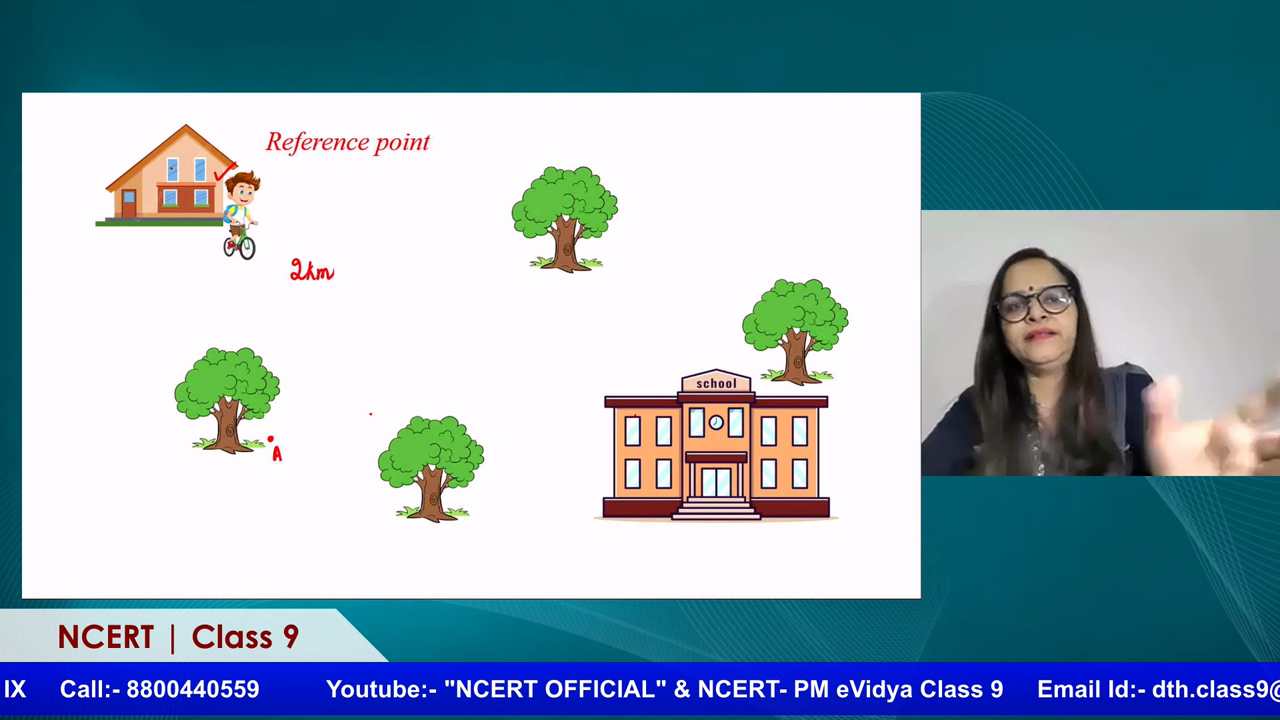 Reference point
2km
school
A
NCERT | Class 9
IX Call:- 8800440559 Youtube:- "NCERT OFFICIAL" & NCERT- PM eVidya Class 9 Email Id:- dth.class9@